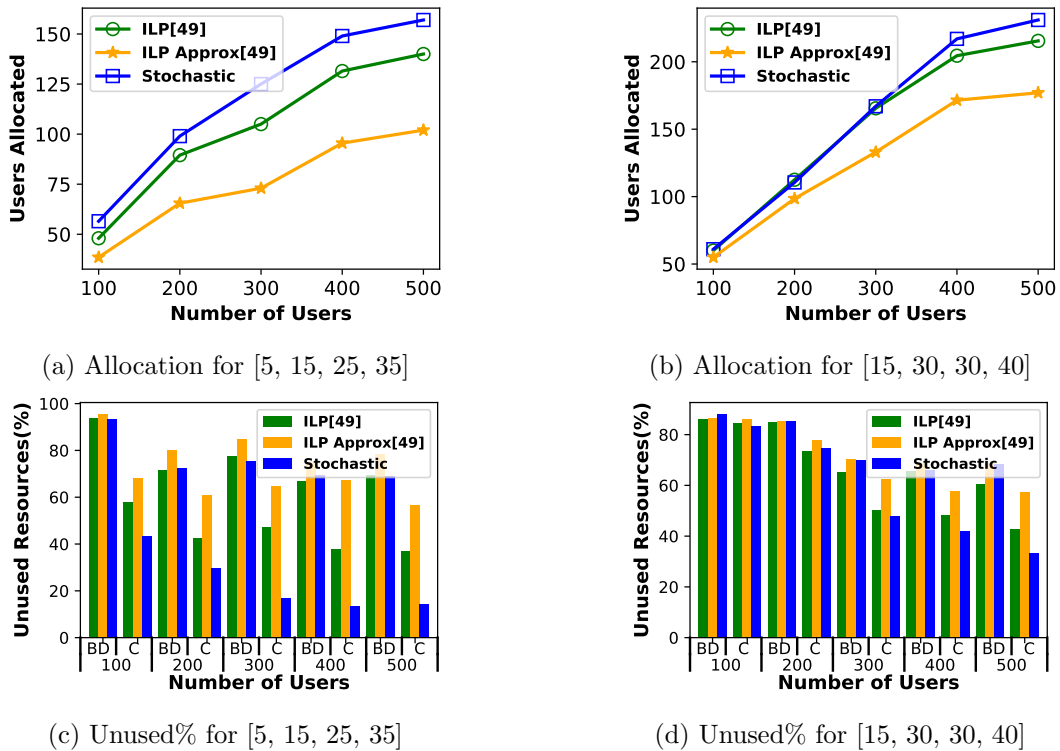 ILP[49]
ILP Approx[49]
Stochastic
150
125
100
75
50
Users Allocated
100 200 300 400 500
Number of Users
(a) Allocation for [5, 15, 25, 35]
ILP[49]
ILP Approx[49]
Stochastic
200
150
100
50
Users Allocated
100 200 300 400 500
Number of Users
(b) Allocation for [15, 30, 30, 40]
ILP[49]
ILP Approx[49]
Stochastic
100
80
60
40
20
0
Unused Resources(%)
BD C BD C BD C BD C BD C
100 200 300 400 500
Number of Users
(c) Unused% for [5, 15, 25, 35]
ILP[49]
ILP Approx[49]
Stochastic
80
60
40
20
0
Unused Resources(%)
BD C BD C BD C BD C BD C
100 200 300 400 500
Number of Users
(d) Unused% for [15, 30, 30, 40]